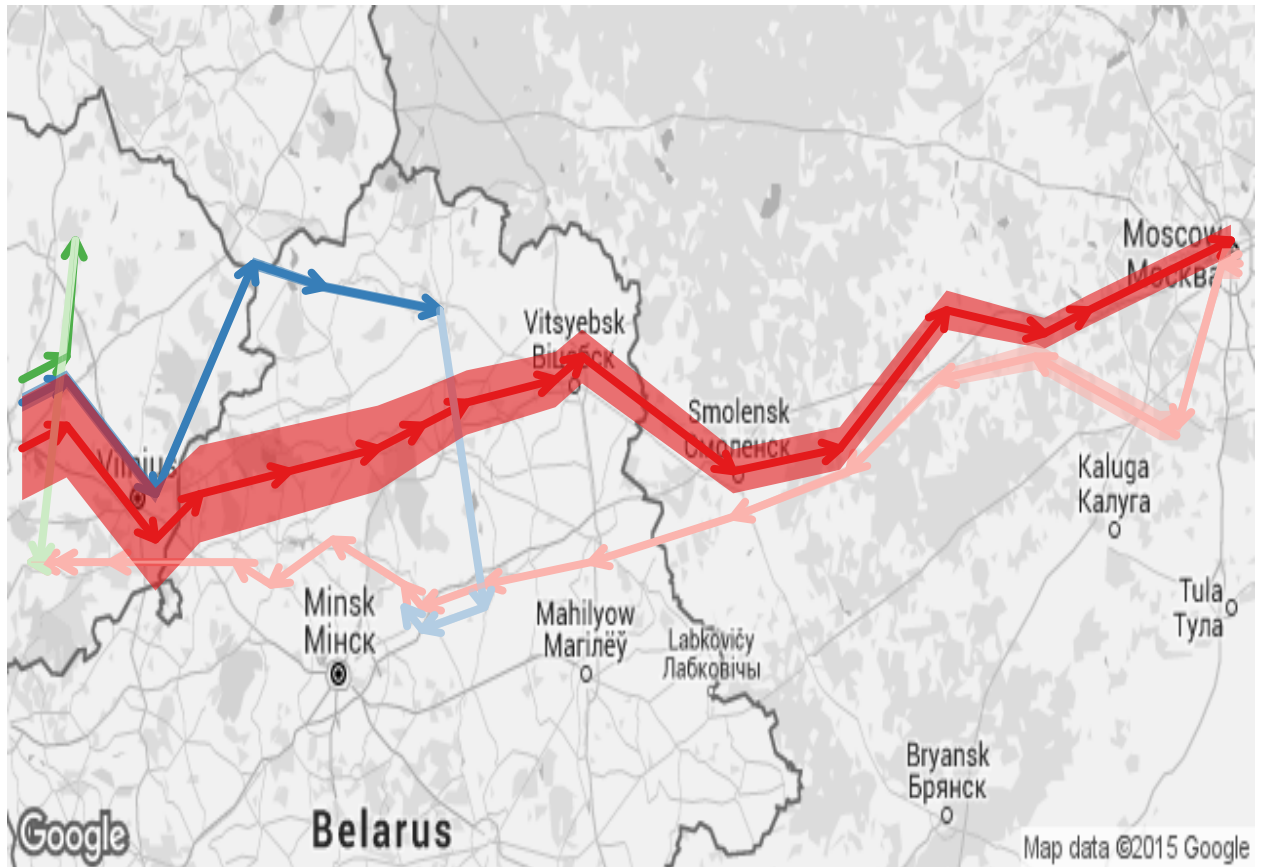 Moscow
Москва
Vitsyebsk
Віцебск
Smolensk
Смоленск
Vilnius
Kaluga
Калуга
Minsk
Мінск
Mahilyow
Магілёў
Labkovičy
Лабковічы
Tula
Тула
Bryansk
Брянск
Belarus
Google
Map data ©2015 Google